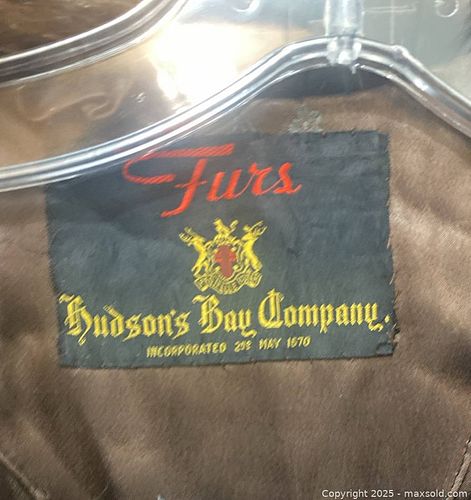 Furs
Hudson's Bay Company.
INCORPORATED 2ND MAY 1670
Copyright 2025 - maxsold.com